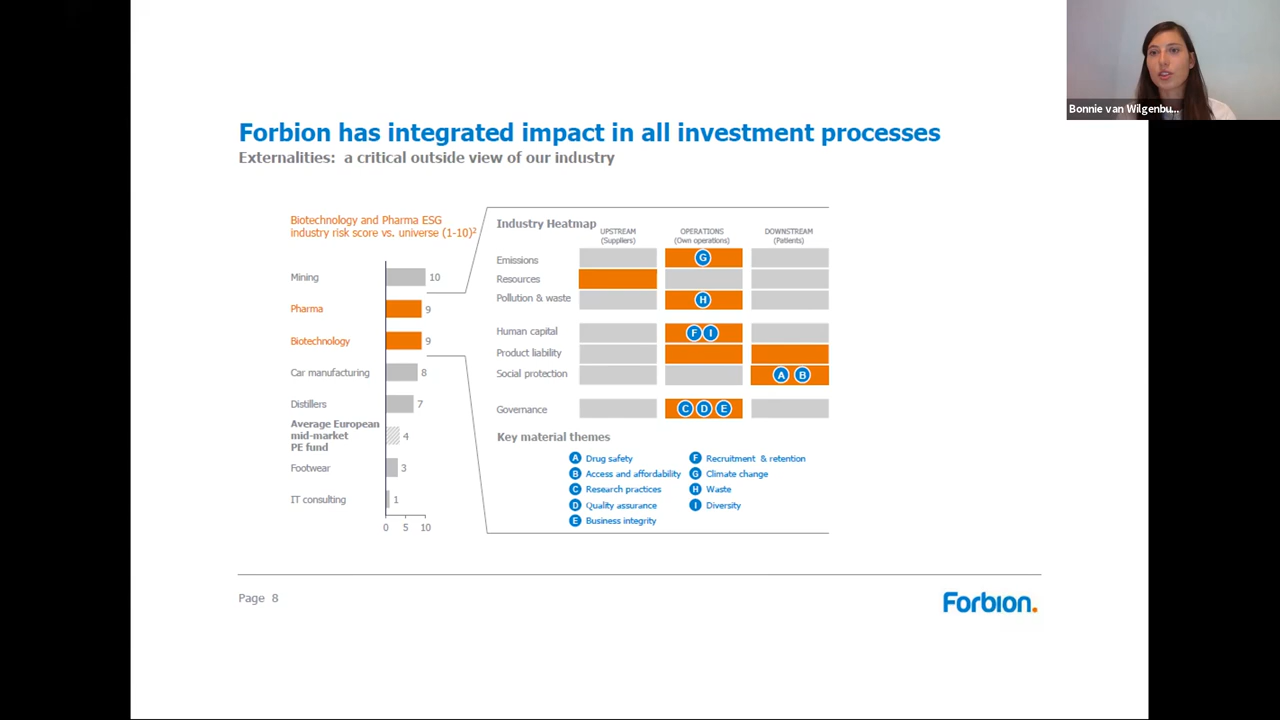 Bonnie van Wilgenbu...
Forbion has integrated impact in all investment processes
Externalities: a critical outside view of our industry
Biotechnology and Pharma ESG
industry risk score vs. universe (1-10)²
Mining
10
Pharma
9
Biotechnology
9
Car manufacturing
8
Distillers
7
Average European
mid-market
PE fund
4
Footwear
3
IT consulting
1
0 5 10
Industry Heatmap
UPSTREAM
(Suppliers)
OPERATIONS
(Own operations)
DOWNSTREAM
(Patients)
Emissions
G
Resources
Pollution & waste
H
Human capital
F I
Product liability
Social protection
A B
Governance
C D E
Key material themes
A Drug safety
B Access and affordability
C Research practices
D Quality assurance
E Business integrity
F Recruitment & retention
G Climate change
H Waste
I Diversity
Page 8
Forbion.